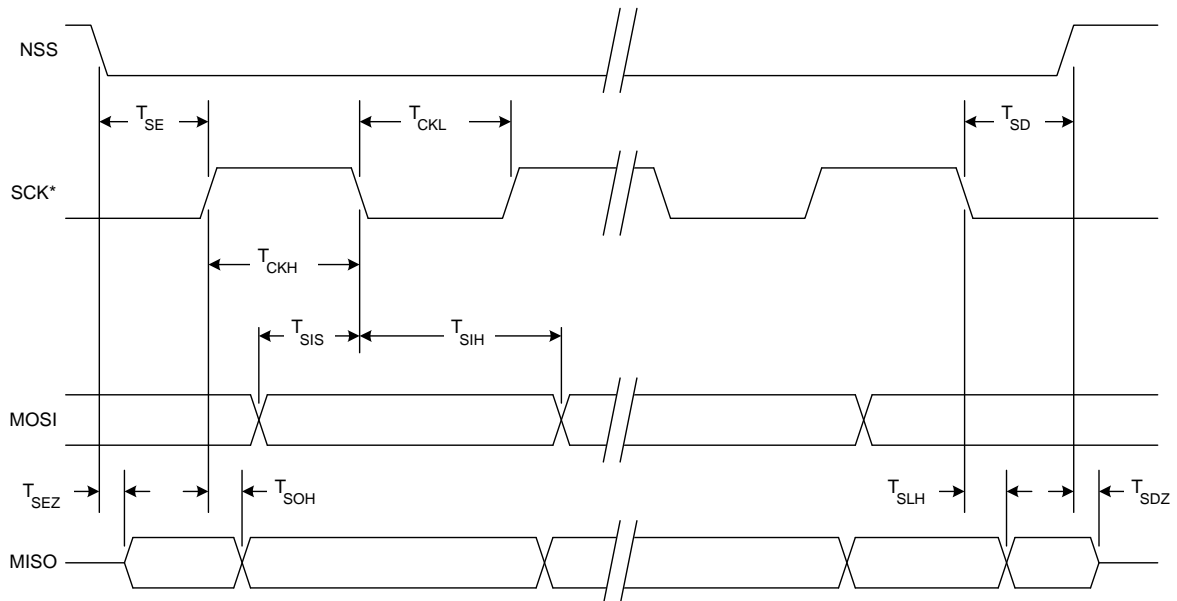 NSS
T_SE
T_CKL
T_SD
SCK*
T_CKH
T_SIS
T_SIH
MOSI
T_SEZ
T_SOH
T_SLH
T_SDZ
MISO